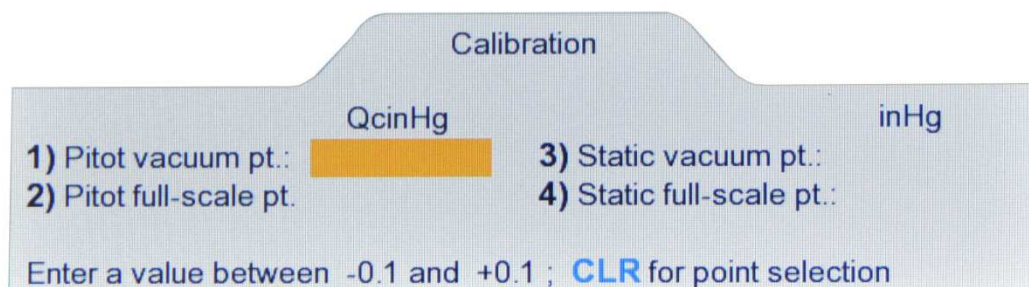 Calibration
QcinHg inHg
1) Pitot vacuum pt.: 3) Static vacuum pt.:
2) Pitot full-scale pt. 4) Static full-scale pt.:
Enter a value between -0.1 and +0.1 ; CLR for point selection